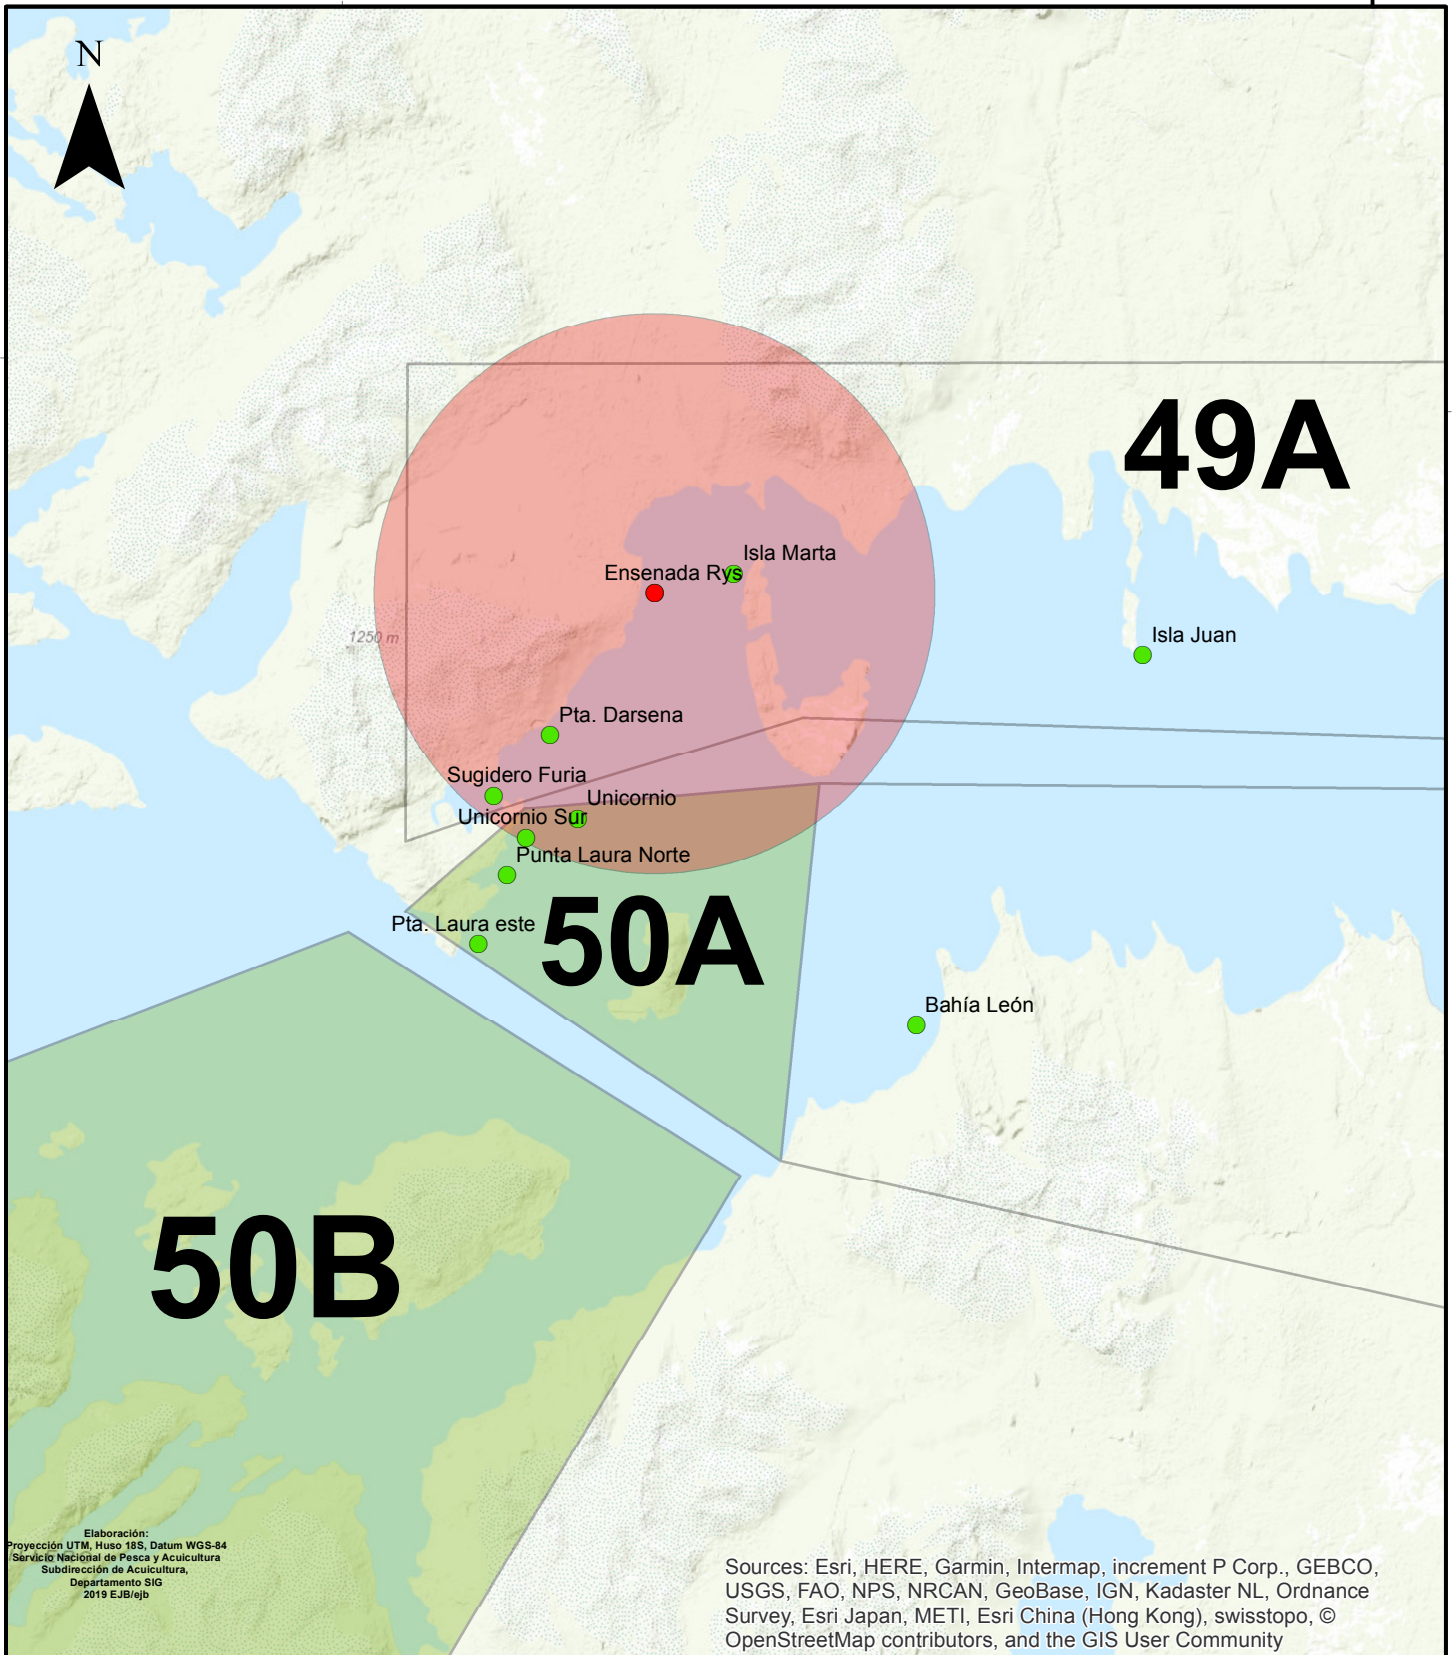 N
49A
Isla Marta
Ensenada Rys
1250 m
Isla Juan
Pta. Darsena
Sugidero Furia
Unicornio
Unicornio Sur
Punta Laura Norte
Pta. Laura este
50A
Bahía León
50B
Elaboración:
Proyección UTM, Huso 18S, Datum WGS-84
Servicio Nacional de Pesca y Acuicultura
Subdirección de Acuicultura,
Departamento SIG
2019 EJB/ejb
Sources: Esri, HERE, Garmin, Intermap, increment P Corp., GEBCO,
USGS, FAO, NPS, NRCAN, GeoBase, IGN, Kadaster NL, Ordnance
Survey, Esri Japan, METI, Esri China (Hong Kong), swisstopo, ©
OpenStreetMap contributors, and the GIS User Community